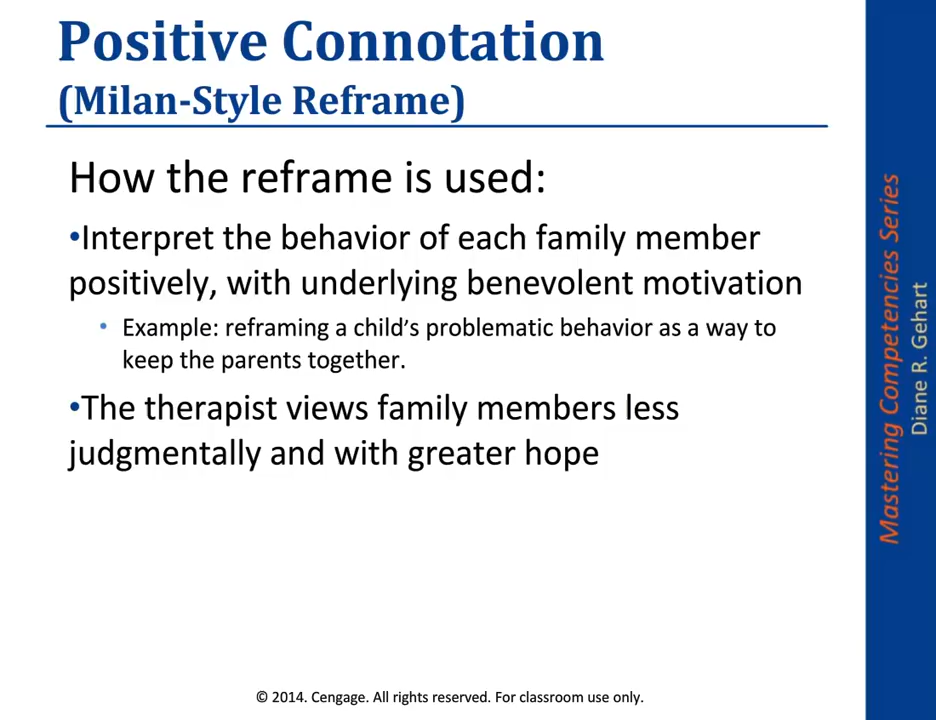 Positive Connotation
(Milan-Style Reframe)
How the reframe is used:
•Interpret the behavior of each family member
positively, with underlying benevolent motivation
• Example: reframing a child’s problematic behavior as a way to
keep the parents together.
•The therapist views family members less
judgmentally and with greater hope
© 2014. Cengage. All rights reserved. For classroom use only.
Mastering Competencies Series
Diane R. Gehart